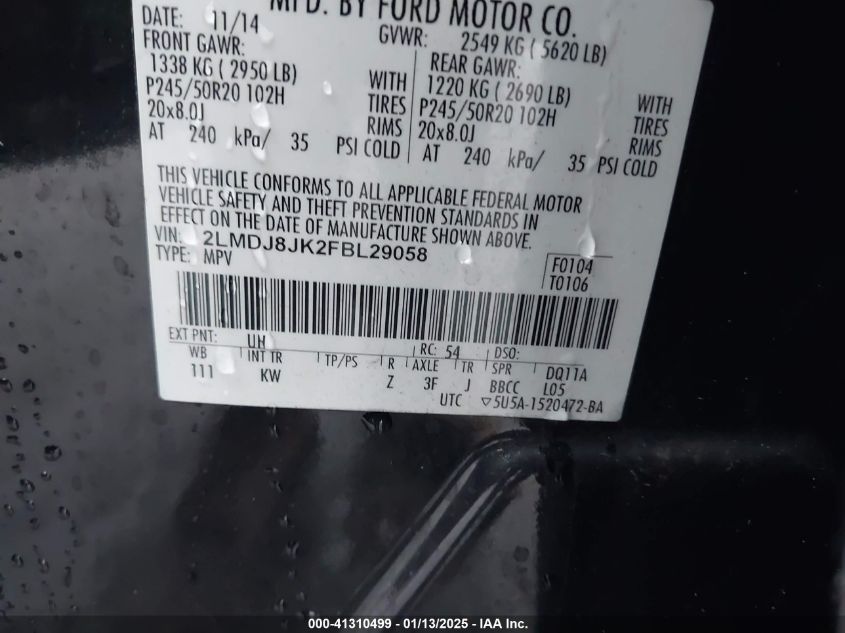 MFD. BY FORD MOTOR CO.
DATE: 11/14 GVWR: 2549 KG ( 5620 LB)
FRONT GAWR: REAR GAWR:
1338 KG ( 2950 LB) WITH 1220 KG ( 2690 LB) WITH
P245/50R20 102H TIRES P245/50R20 102H TIRES
20x8.0J RIMS 20x8.0J RIMS
AT 240 kPa/ 35 PSI COLD AT 240 kPa/ 35 PSI COLD
THIS VEHICLE CONFORMS TO ALL APPLICABLE FEDERAL MOTOR
VEHICLE SAFETY AND THEFT PREVENTION STANDARDS IN
EFFECT ON THE DATE OF MANUFACTURE SHOWN ABOVE.
VIN: 2LMDJ8JK2FBL29058
TYPE: MPV
F0104
T0106
EXT PNT: UH RC: 54 DSO:
WB INT TR TP/PS R AXLE TR SPR DQ11A
111 KW Z 3F J BBCC L05
UTC ▽5U5A-1520472-BA
000-41310499 - 01/13/2025 - IAA Inc.